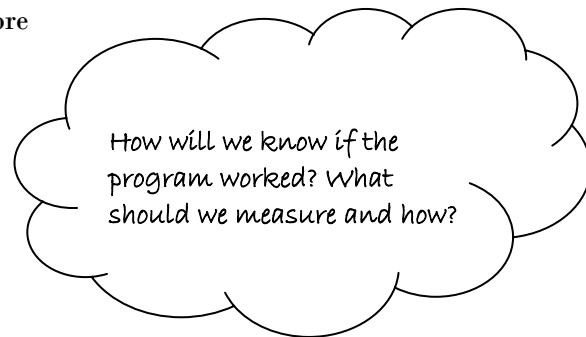 ore
How will we know if the
program worked? What
should we measure and how?